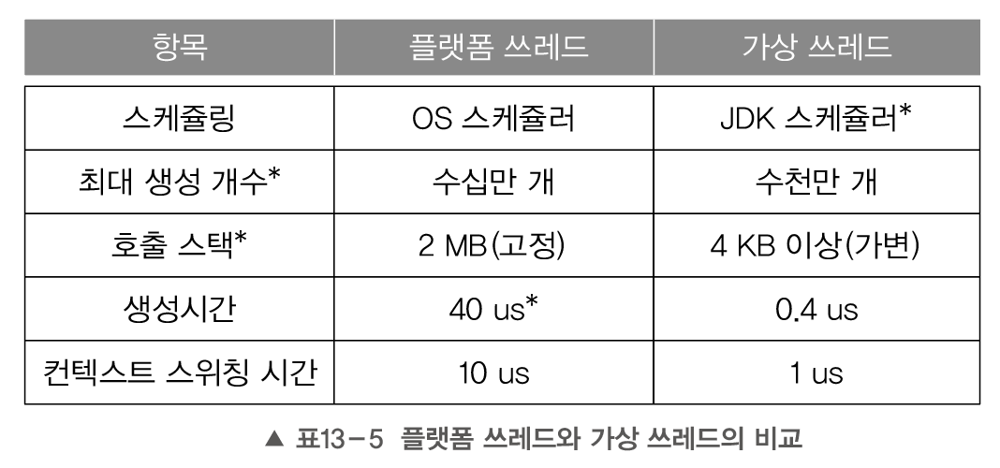 항목 플랫폼 쓰레드 가상 쓰레드
스케쥴링 OS 스케쥴러 JDK 스케쥴러*
최대 생성 개수* 수십만 개 수천만 개
호출 스택* 2 MB(고정) 4 KB 이상(가변)
생성시간 40 us* 0.4 us
컨텍스트 스위칭 시간 10 us 1 us
▲ 표13-5 플랫폼 쓰레드와 가상 쓰레드의 비교